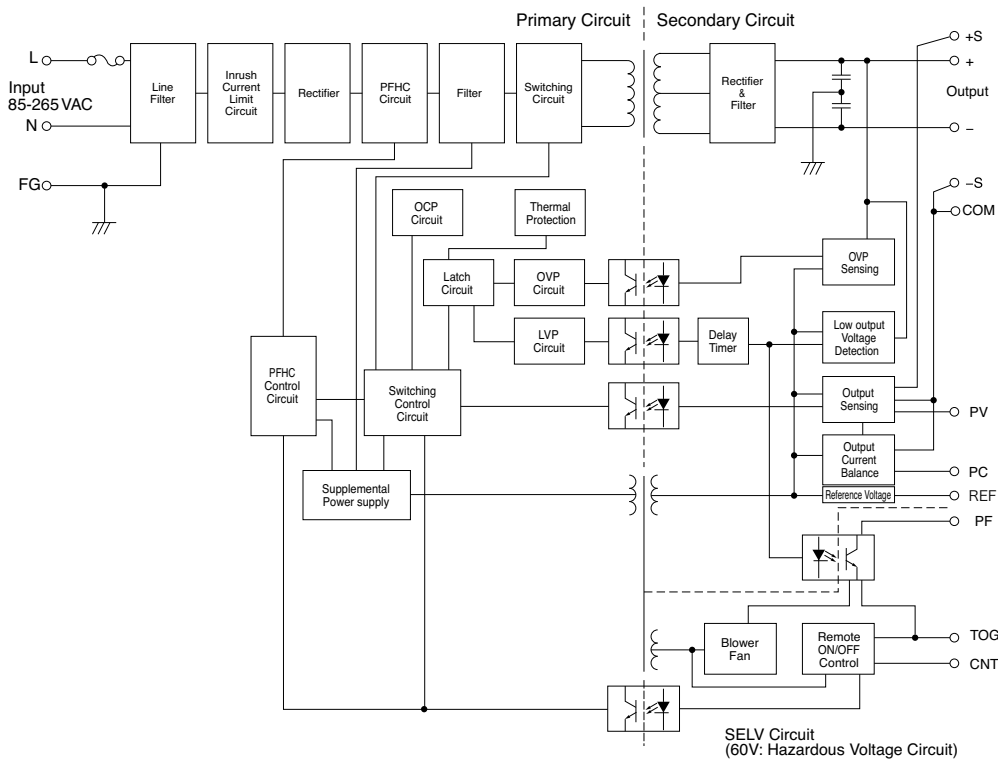 Primary Circuit
Secondary Circuit
+S
L
+
Input
85-265 VAC
Line
Filter
Inrush
Current
Limit
Circuit
Rectifier
PFHC
Circuit
Filter
Switching
Circuit
Rectifier
&
Filter
Output
N
−
FG
−S
COM
OCP
Circuit
Thermal
Protection
OVP
Sensing
Latch
Circuit
OVP
Circuit
LVP
Circuit
Delay
Timer
Low output
Voltage
Detection
PFHC
Control
Circuit
Switching
Control
Circuit
Output
Sensing
PV
Output
Current
Balance
PC
Supplemental
Power supply
Reference Voltage
REF
PF
Blower
Fan
Remote
ON/OFF
Control
TOG
CNT
SELV Circuit
(60V: Hazardous Voltage Circuit)